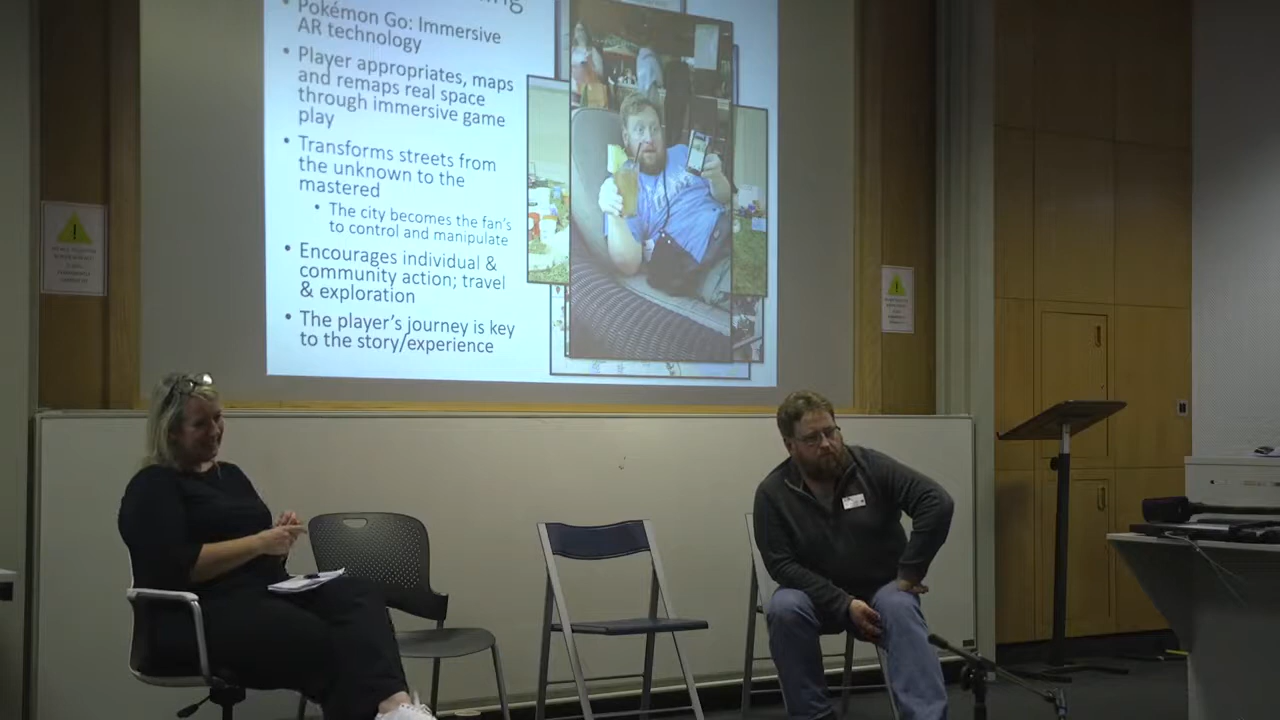 • Pokémon Go: Immersive
AR technology
• Player appropriates, maps
and remaps real space
through immersive game
play
• Transforms streets from
the unknown to the
mastered
• The city becomes the fan's
to control and manipulate
• Encourages individual &
community action; travel
& exploration
• The player's journey is key
to the story/experience